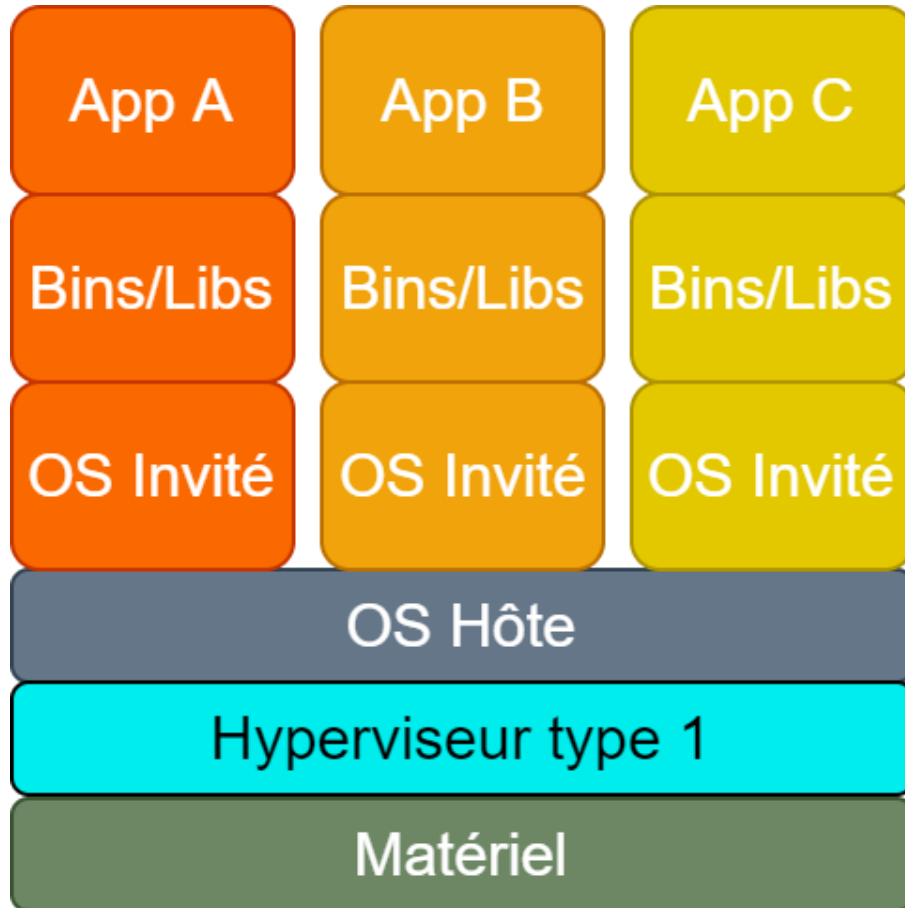 App A
App B
App C
Bins/Libs
Bins/Libs
Bins/Libs
OS Invité
OS Invité
OS Invité
OS Hôte
Hyperviseur type 1
Matériel